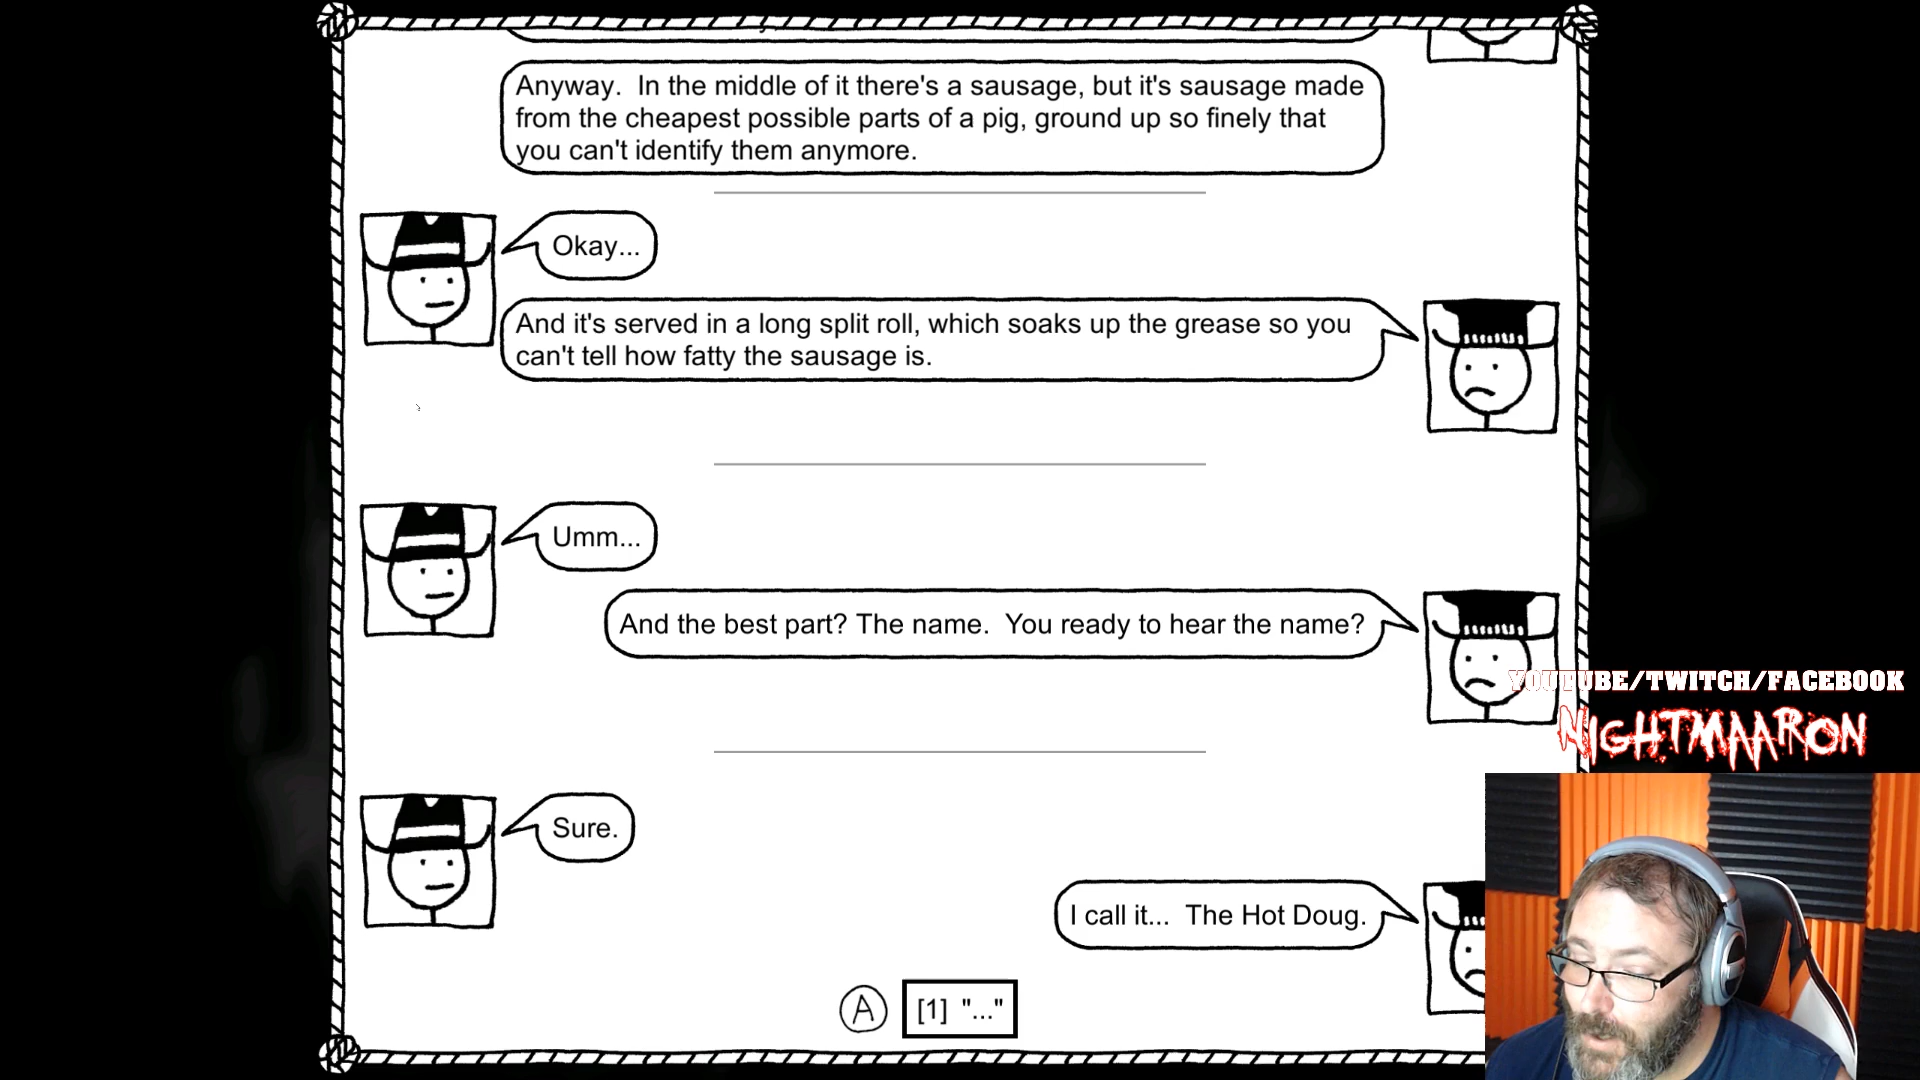 Anyway.  In the middle of it there's a sausage, but it's sausage made
from the cheapest possible parts of a pig, ground up so finely that
you can't identify them anymore.
Okay...
And it's served in a long split roll, which soaks up the grease so you
can't tell how fatty the sausage is.
Umm...
And the best part? The name.  You ready to hear the name?
YOUTUBE/TWITCH/FACEBOOK
NIGHTMAARON
Sure.
I call it...  The Hot Doug.
A [1] "..."